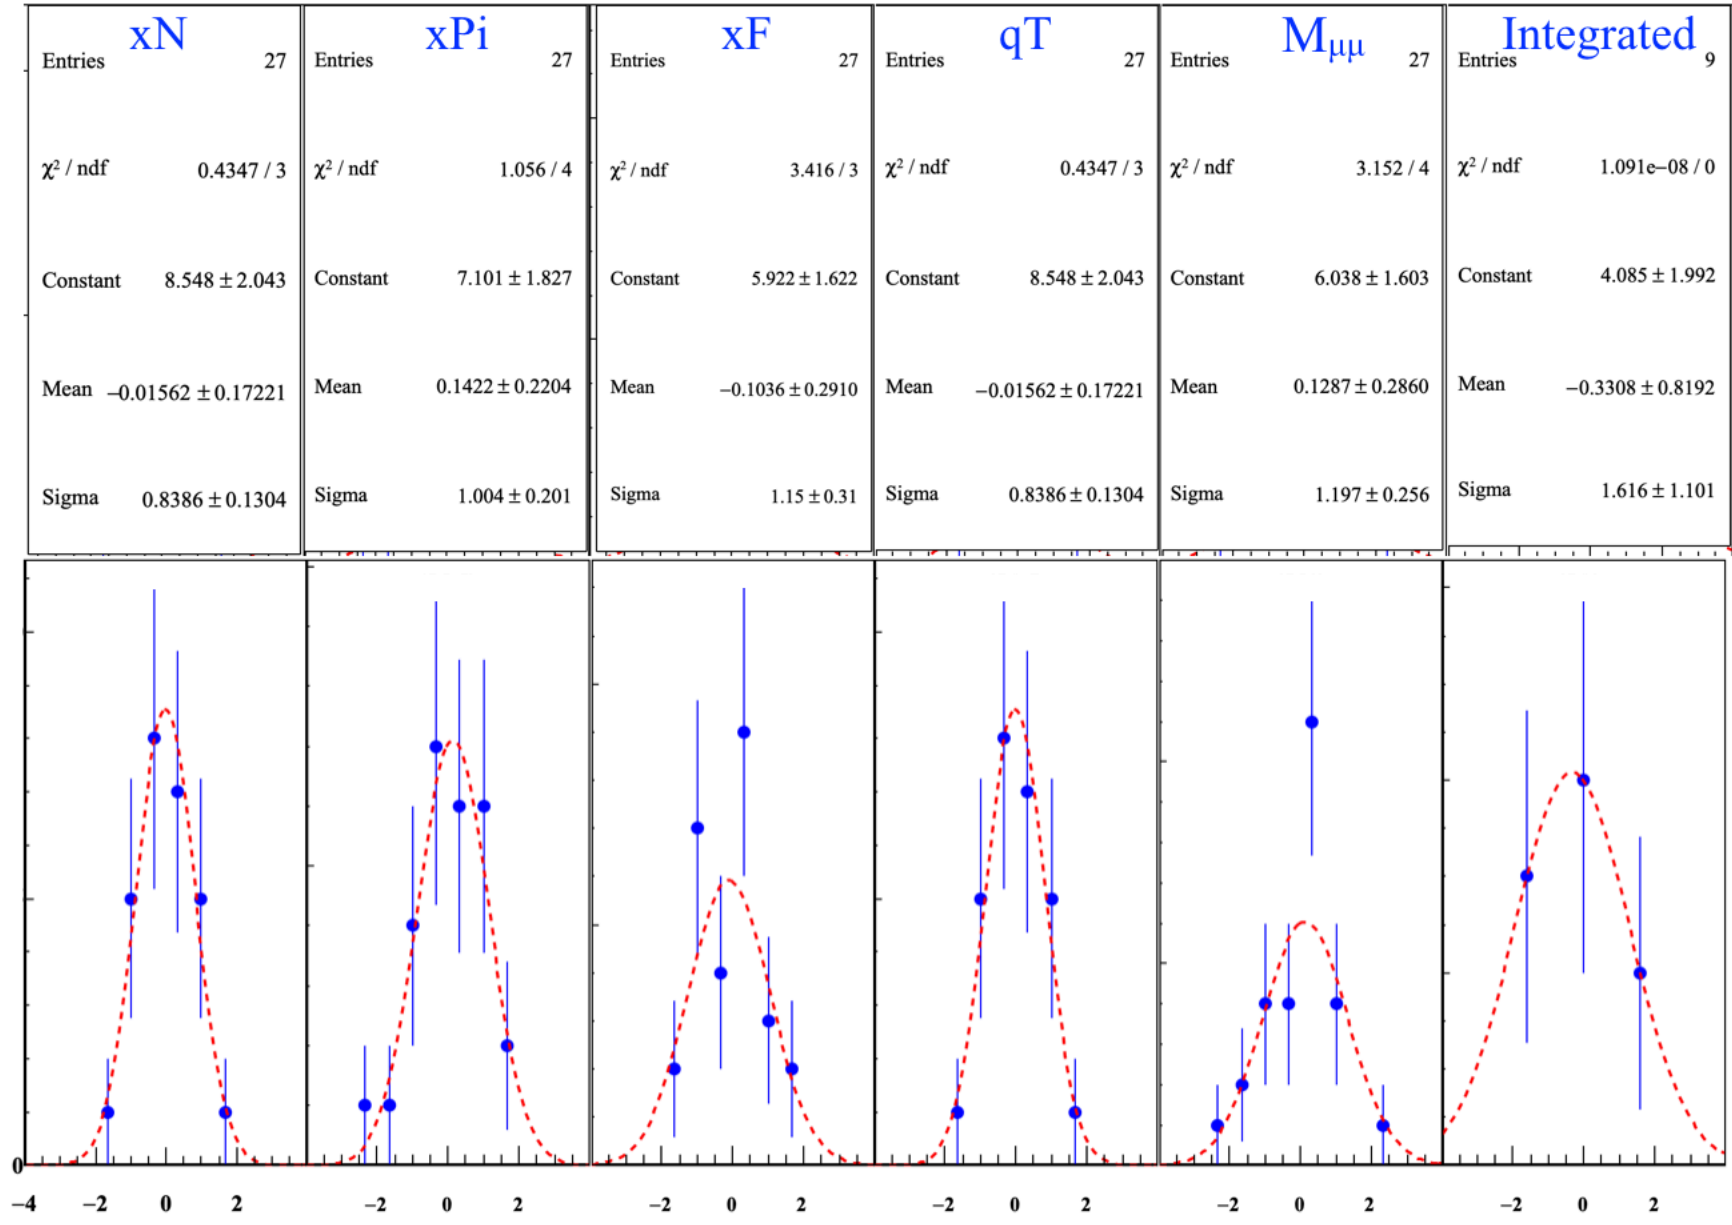 xN
Entries 27
χ² / ndf 0.4347 / 3
Constant 8.548 ± 2.043
Mean −0.01562 ± 0.17221
Sigma 0.8386 ± 0.1304
xPi
Entries 27
χ² / ndf 1.056 / 4
Constant 7.101 ± 1.827
Mean 0.1422 ± 0.2204
Sigma 1.004 ± 0.201
xF
Entries 27
χ² / ndf 3.416 / 3
Constant 5.922 ± 1.622
Mean −0.1036 ± 0.2910
Sigma 1.15 ± 0.31
qT
Entries 27
χ² / ndf 0.4347 / 3
Constant 8.548 ± 2.043
Mean −0.01562 ± 0.17221
Sigma 0.8386 ± 0.1304
Mμμ
Entries 27
χ² / ndf 3.152 / 4
Constant 6.038 ± 1.603
Mean 0.1287 ± 0.2860
Sigma 1.197 ± 0.256
Integrated
Entries 9
χ² / ndf 1.091e−08 / 0
Constant 4.085 ± 1.992
Mean −0.3308 ± 0.8192
Sigma 1.616 ± 1.101
0
−4 −2 0 2 −2 0 2 −2 0 2 −2 0 2 −2 0 2 −2 0 2